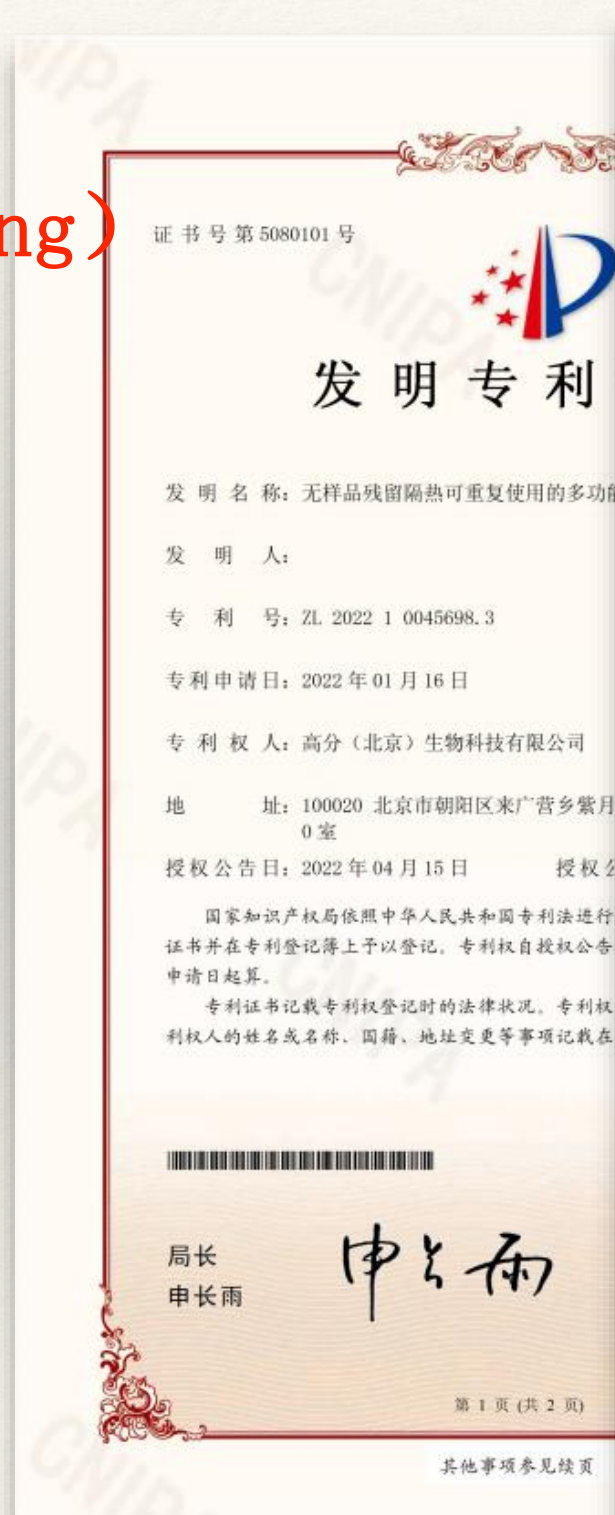 ng）
证书号第5080101号
发明专利
发明名称：无样品残留隔热可重复使用的多功能
发明人：
专利号：ZL 2022 1 0045698.3
专利申请日：2022年01月16日
专利权人：高分（北京）生物科技有限公司
地址：100020 北京市朝阳区来广营乡紫月
0室
授权公告日：2022年04月15日 授权公
国家知识产权局依照中华人民共和国专利法进行
证书并在专利登记簿上予以登记。专利权自授权公告
申请日起算。
专利证书记载专利权登记时的法律状况。专利权
利权人的姓名或名称、国籍、地址变更等事项记载在
局长
申长雨
申长雨
第 1 页 (共 2 页)
其他事项参见续页
CNIPA
CNIPA
CNIPA
CNIPA
CNIPA